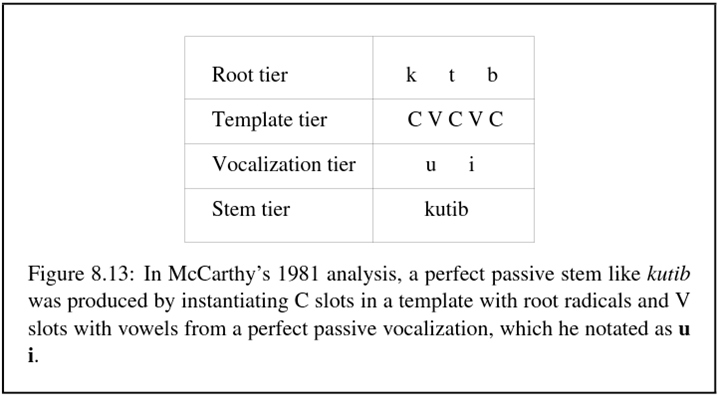 Root tier k t b
Template tier C V C V C
Vocalization tier u i
Stem tier kutib
Figure 8.13: In McCarthy's 1981 analysis, a perfect passive stem like kutib
was produced by instantiating C slots in a template with root radicals and V
slots with vowels from a perfect passive vocalization, which he notated as u
i.